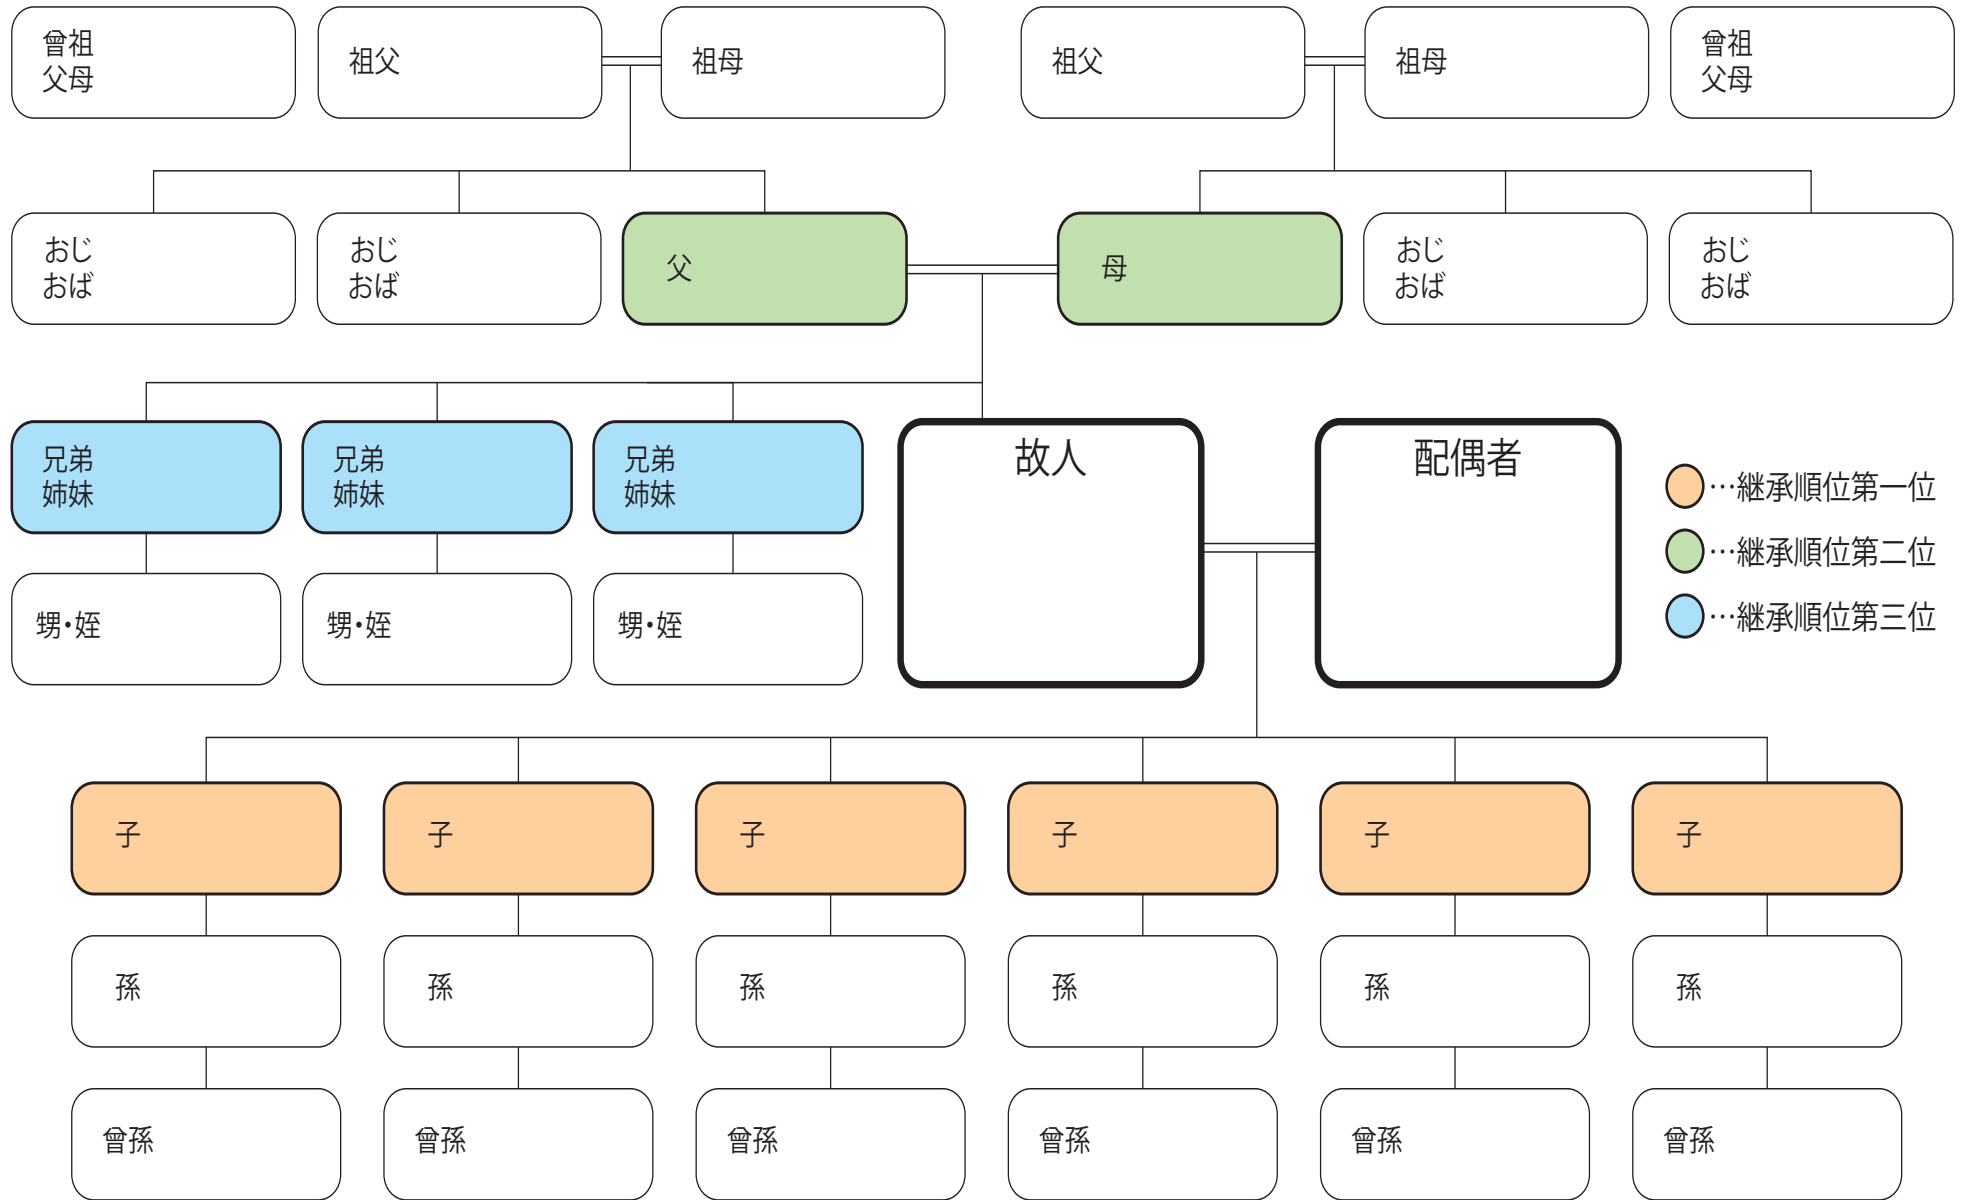 曾祖
父母
祖父
祖母
祖父
祖母
曾祖
父母
おじ
おば
おじ
おば
父
母
おじ
おば
おじ
おば
兄弟
姉妹
兄弟
姉妹
兄弟
姉妹
故人
配偶者
…継承順位第一位
…継承順位第二位
…継承順位第三位
甥・姪
甥・姪
甥・姪
子
子
子
子
子
子
孫
孫
孫
孫
孫
孫
曾孫
曾孫
曾孫
曾孫
曾孫
曾孫